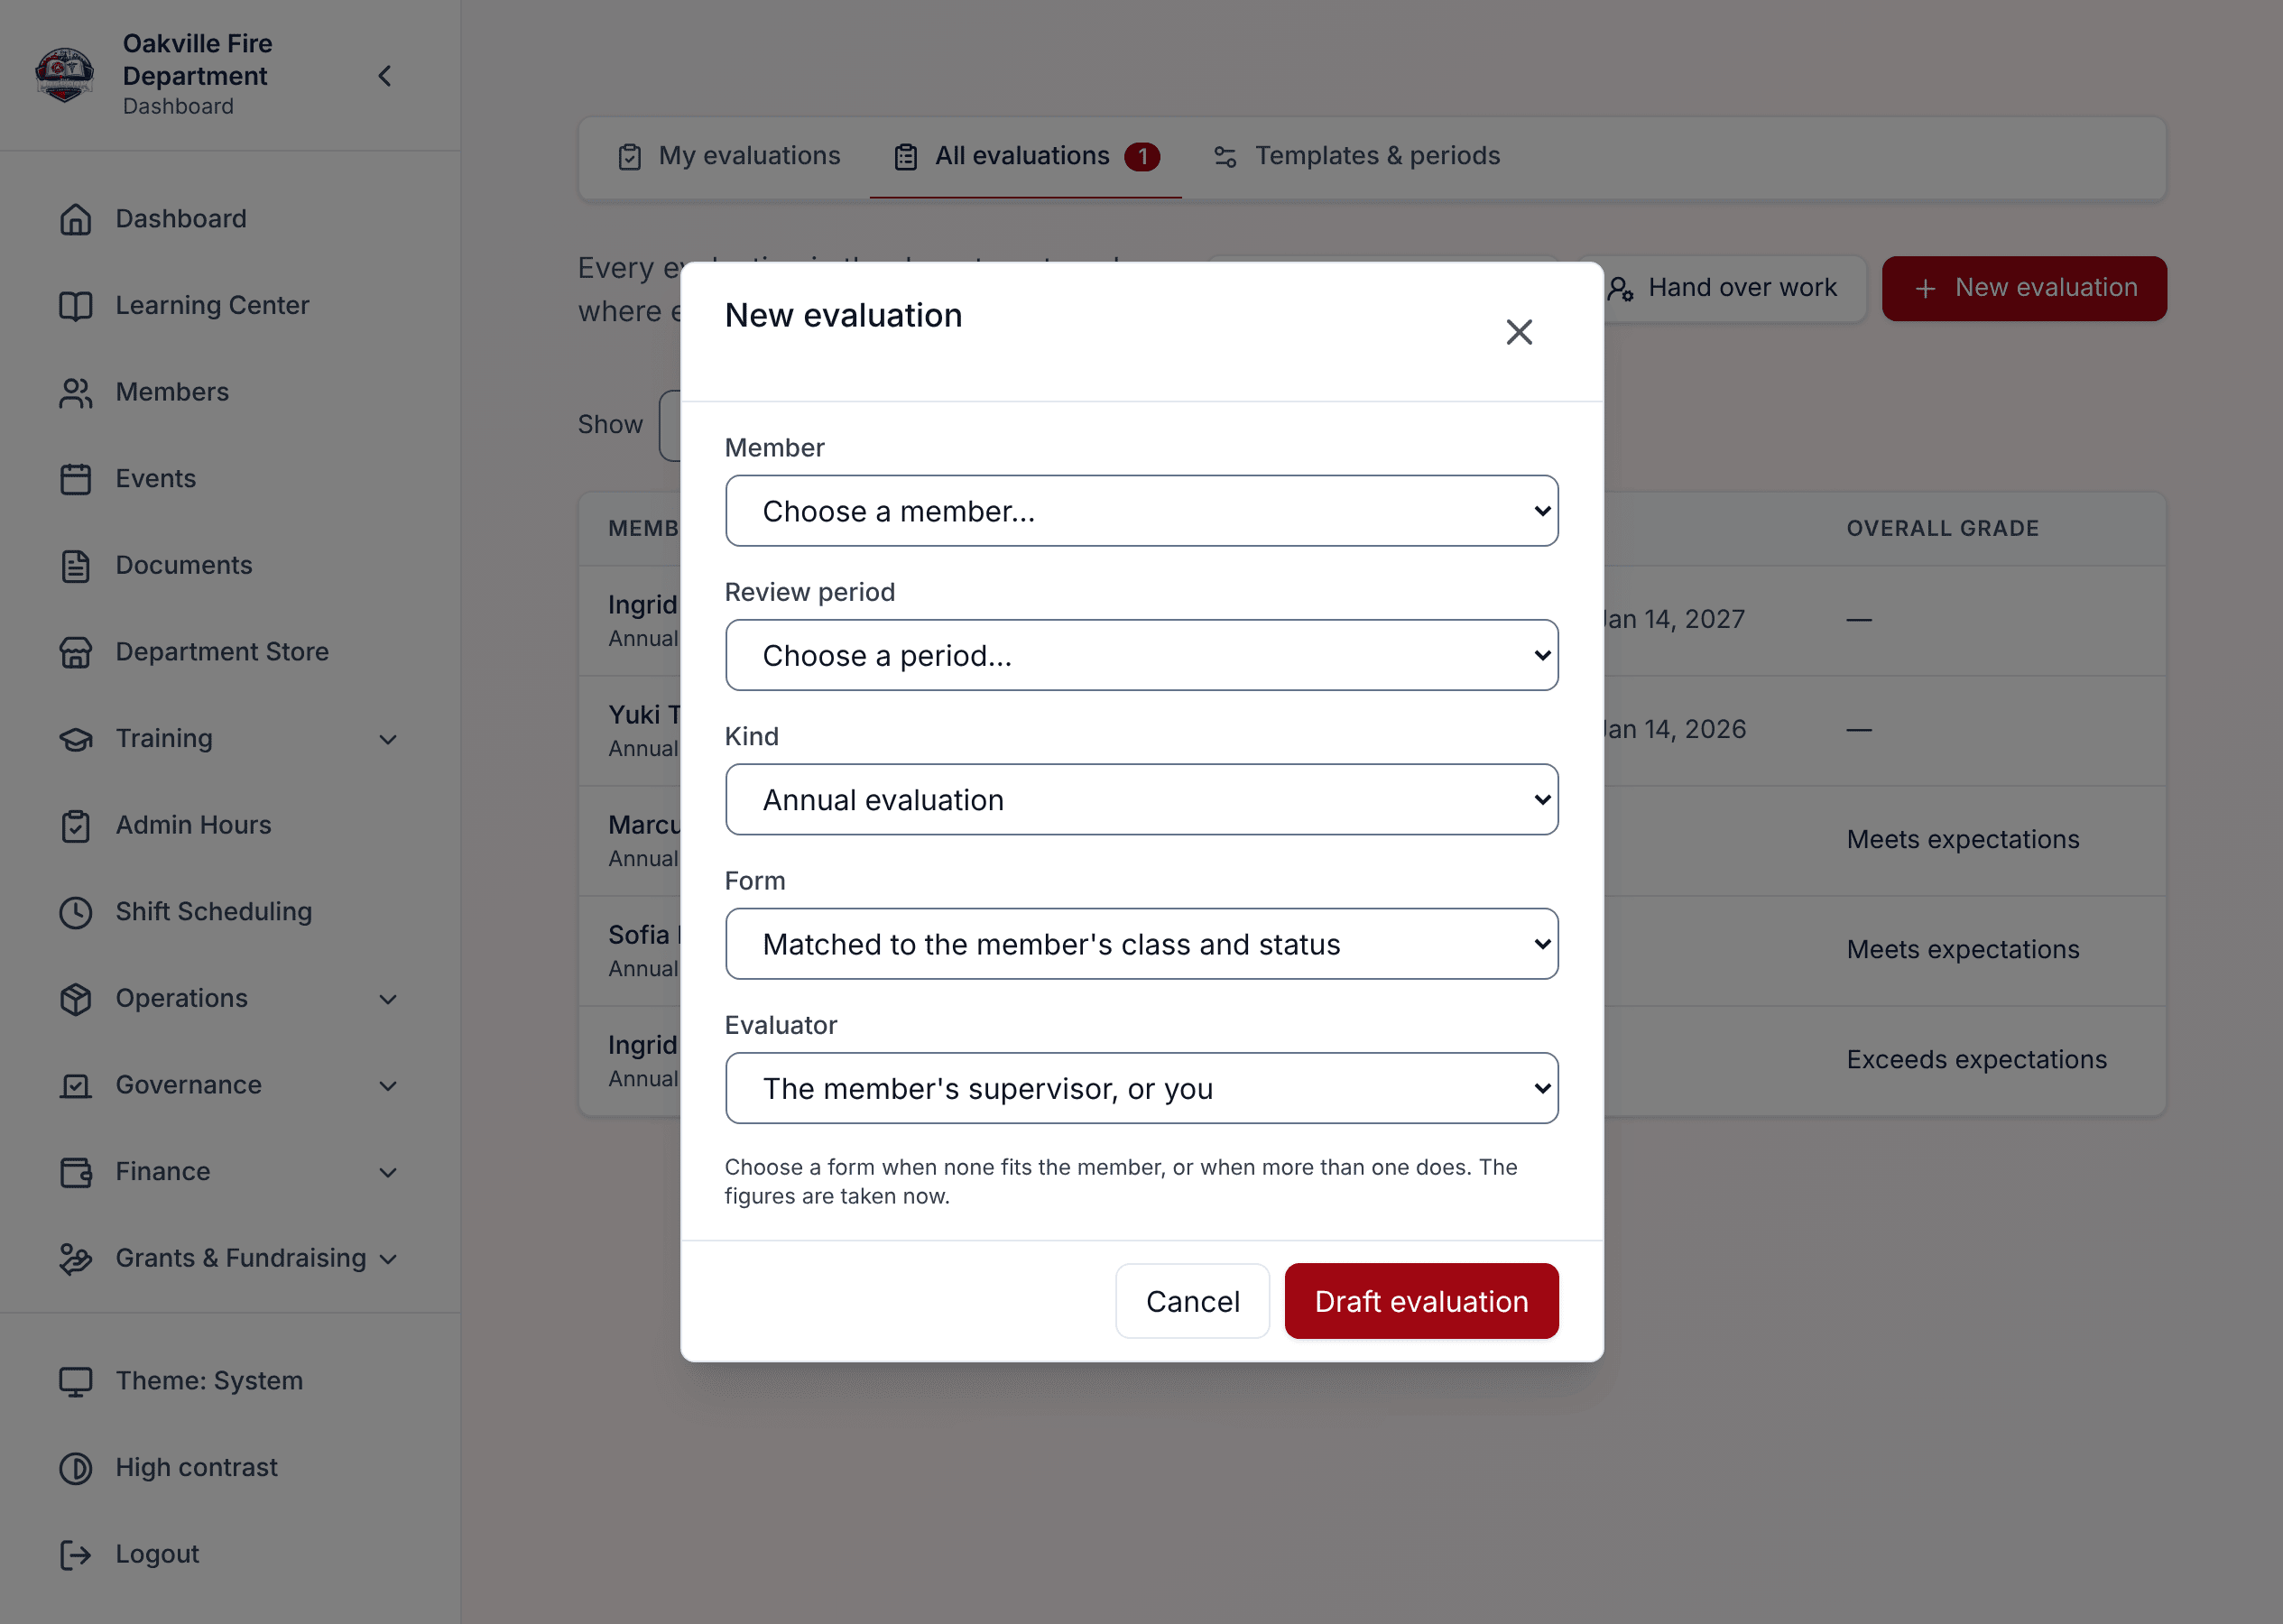 Oakville Fire
Department
Dashboard
Dashboard
Learning Center
Members
Events
Documents
Department Store
Training
Admin Hours
Shift Scheduling
Operations
Governance
Finance
Grants & Fundraising
Theme: System
High contrast
Logout
My evaluations
All evaluations 1
Templates & periods
Every
where
Hand over work
+ New evaluation
Show
OVERALL GRADE
Ingrid
Annual
Jan 14, 2027
—
Yuki
Annual
Jan 14, 2026
—
Annual
Meets expectations
Sofia
Annual
Meets expectations
Ingrid
Annual
Exceeds expectations
New evaluation
Member
Choose a member...
Review period
Choose a period...
Kind
Annual evaluation
Form
Matched to the member's class and status
Evaluator
The member's supervisor, or you
Choose a form when none fits the member, or when more than one does. The
figures are taken now.
Cancel
Draft evaluation